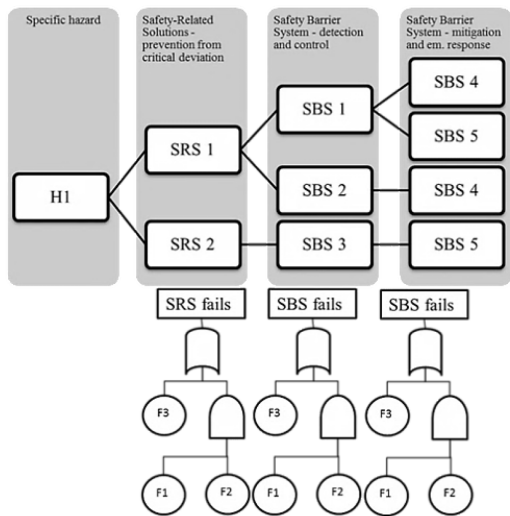 Specific hazard
Safety-Related
Solutions -
prevention from
critical deviation
Safety Barrier
System - detection
and control
Safety Barrier
System - mitigation
and em. response
H1
SRS 1
SRS 2
SBS 1
SBS 2
SBS 3
SBS 4
SBS 5
SBS 4
SBS 5
SRS fails
SBS fails
SBS fails
F3
F3
F3
F1
F2
F1
F2
F1
F2